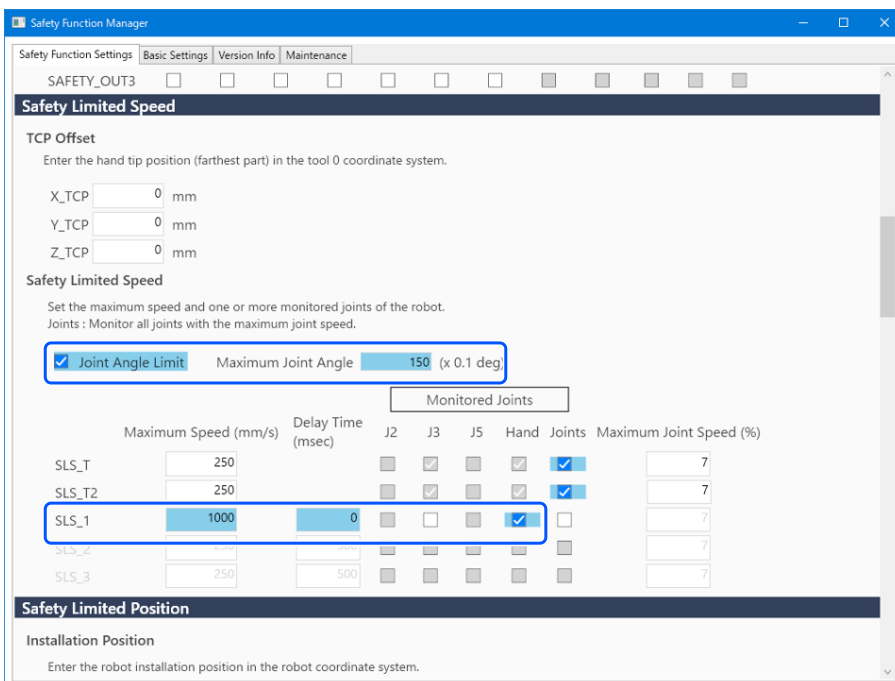 Safety Function Manager
Safety Function Settings Basic Settings Version Info Maintenance
SAFETY_OUT3
Safety Limited Speed
TCP Offset
Enter the hand tip position (farthest part) in the tool 0 coordinate system.
X_TCP 0 mm
Y_TCP 0 mm
Z_TCP 0 mm
Safety Limited Speed
Set the maximum speed and one or more monitored joints of the robot.
Joints : Monitor all joints with the maximum joint speed.
Joint Angle Limit Maximum Joint Angle 150 (x 0.1 deg)
Monitored Joints
Maximum Speed (mm/s) Delay Time (msec) J2 J3 J5 Hand Joints Maximum Joint Speed (%)
SLS_T 250 7
SLS_T2 250 7
SLS_1 1000 0 7
SLS_2 250 500 7
SLS_3 250 500 7
Safety Limited Position
Installation Position
Enter the robot installation position in the robot coordinate system.